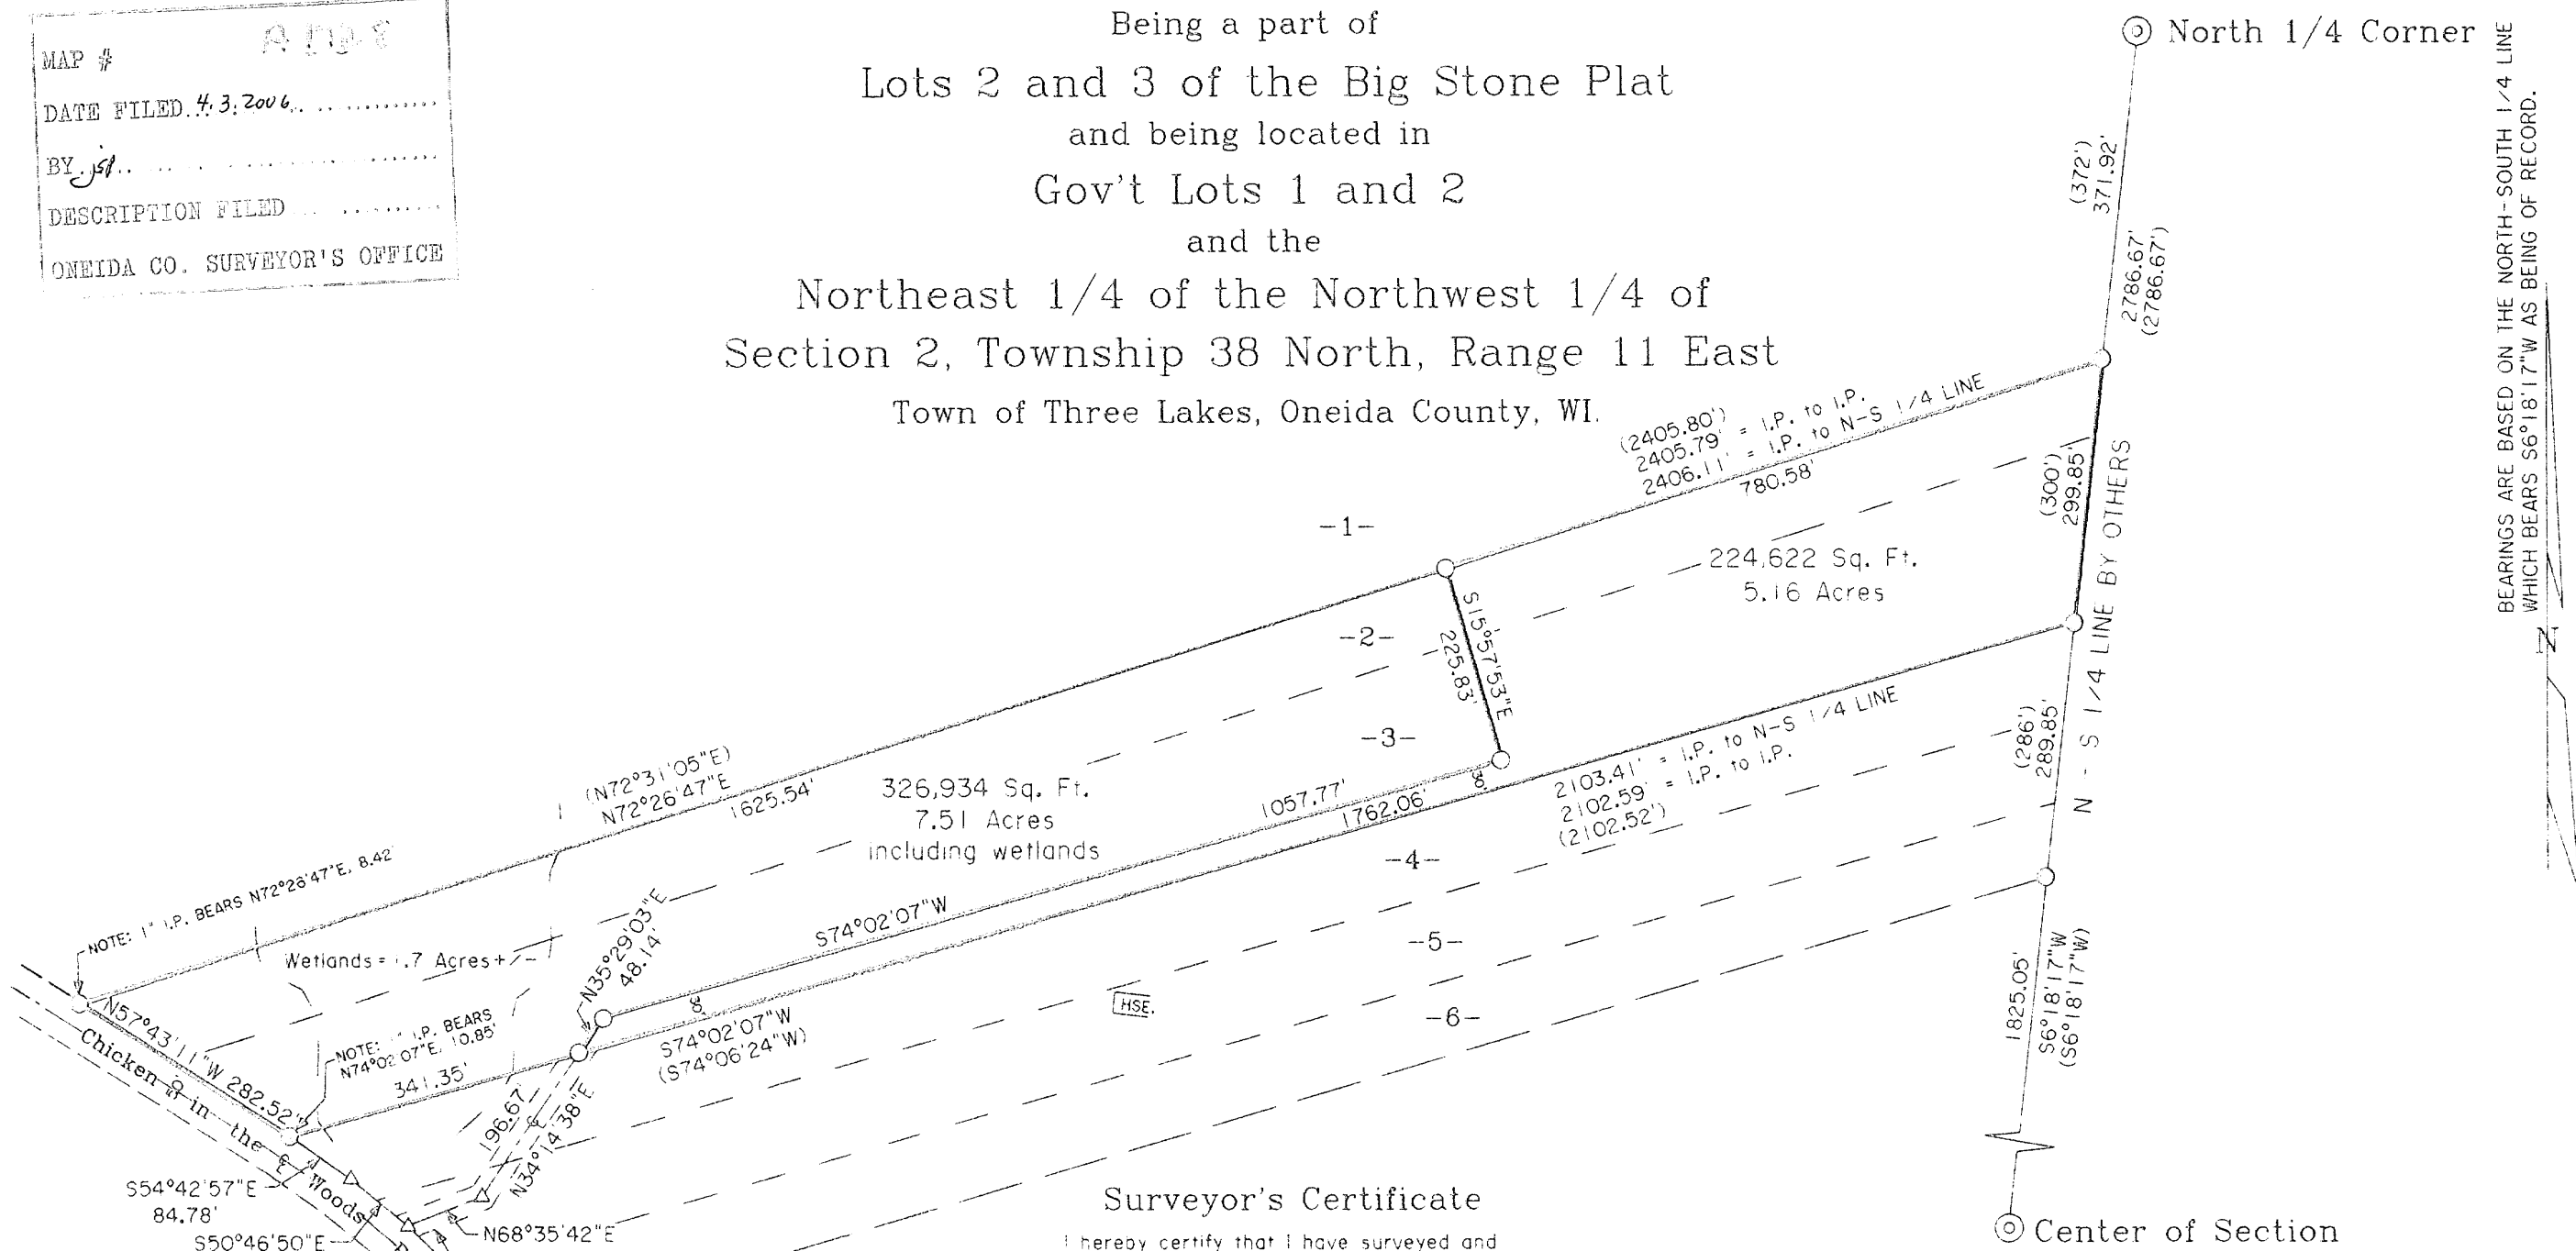 MAP #
DATE FILED 4.3.2006
BY
DESCRIPTION FILED
ONEIDA CO. SURVEYOR'S OFFICE
Being a part of
Lots 2 and 3 of the Big Stone Plat
and being located in
Gov't Lots 1 and 2
and the
Northeast 1/4 of the Northwest 1/4 of
Section 2, Township 38 North, Range 11 East
Town of Three Lakes, Oneida County, WI.
North 1/4 Corner
BEARINGS ARE BASED ON THE NORTH-SOUTH 1/4 LINE
WHICH BEARS S6°18'17"W AS BEING OF RECORD.
N
(372')
371.92'
2786.67'
(2786.67')
(2405.80')
2405.79' = I.P. to I.P.
2406.11' = I.P. to N-S 1/4 LINE
780.58'
(300')
299.85'
N - S 1/4 LINE BY OTHERS
-1-
224,622 Sq. Ft.
5.16 Acres
S15°57'53"E
225.83'
-2-
-3-
(N72°31'05"E)
N72°26'47"E
1625.54'
326,934 Sq. Ft.
7.51 Acres
including wetlands
1057.77'
1762.06'
38'
2103.41' = I.P. to N-S 1/4 LINE
2102.59' = I.P. to I.P.
(2102.52')
(286')
289.85'
-4-
-5-
-6-
NOTE: 1" I.P. BEARS N72°26'47"E, 8.42'
Wetlands = 1.7 Acres +/-
N35°29'03"E
48.14'
S74°02'07"W
38'
S74°02'07"W
(S74°06'24"W)
HSE.
N57°43'11"W 282.52'
NOTE: 1" I.P. BEARS
N74°02'07"E, 10.85'
341.35'
Chicken in the Woods
196.67'
N34°14'38"E
S54°42'57"E
84.78'
S50°46'50"E
N68°35'42"E
1825.05'
S6°18'17"W
(S6°18'17"W)
Center of Section
Surveyor's Certificate
I hereby certify that I have surveyed and